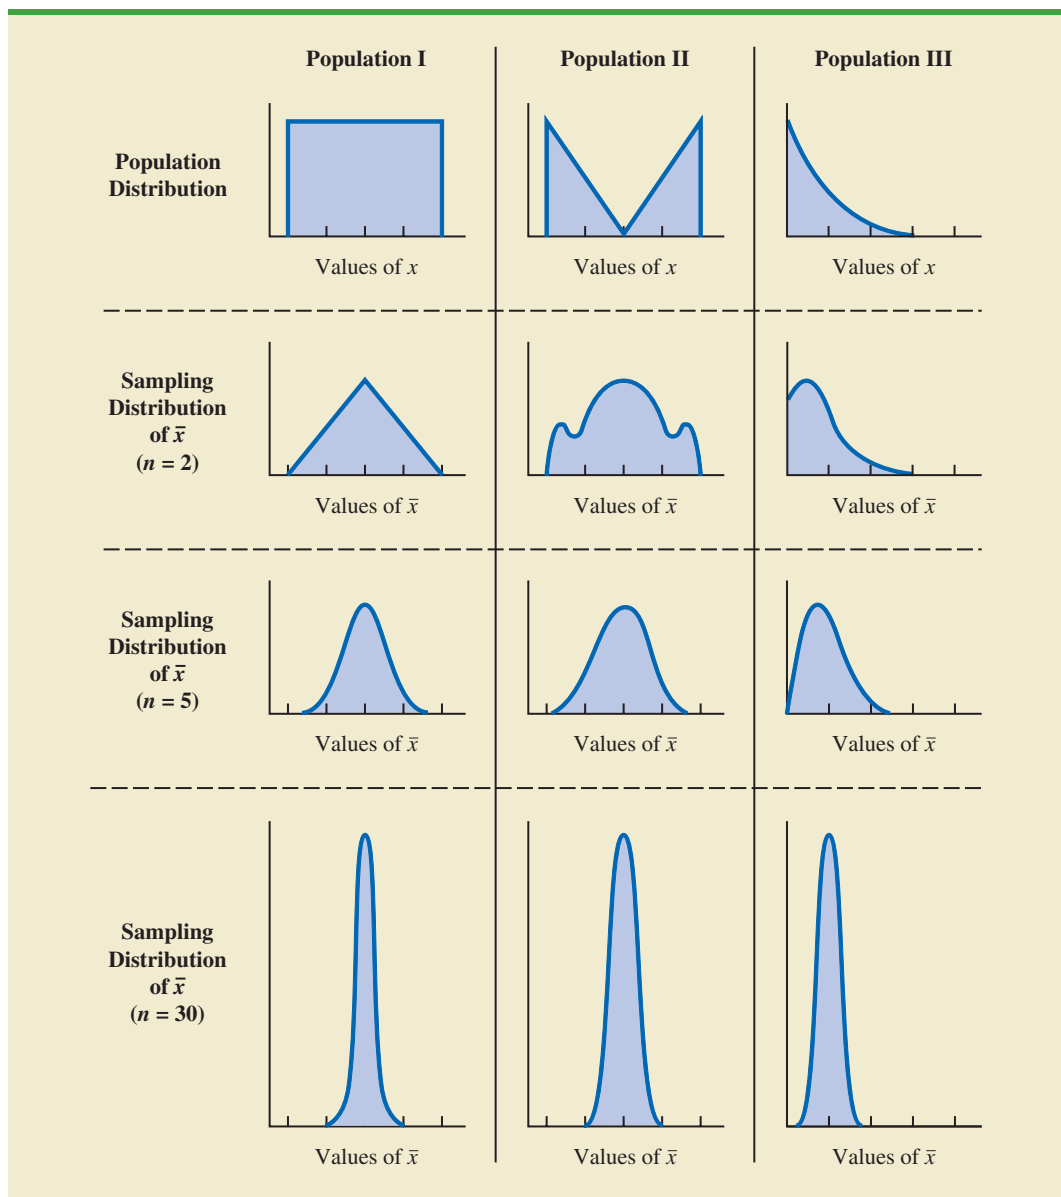 Population I
Population II
Population III
Population
Distribution
Values of x
Values of x
Values of x
Sampling
Distribution
of x̄
(n = 2)
Values of x̄
Values of x̄
Values of x̄
Sampling
Distribution
of x̄
(n = 5)
Values of x̄
Values of x̄
Values of x̄
Sampling
Distribution
of x̄
(n = 30)
Values of x̄
Values of x̄
Values of x̄